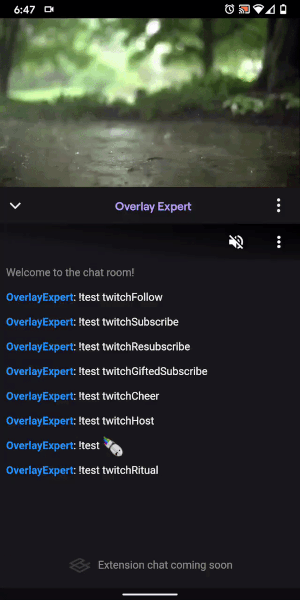 6:47
Overlay Expert
Welcome to the chat room!
OverlayExpert: !test twitchFollow
OverlayExpert: !test twitchSubscribe
OverlayExpert: !test twitchResubscribe
OverlayExpert: !test twitchGiftedSubscribe
OverlayExpert: !test twitchCheer
OverlayExpert: !test twitchHost
OverlayExpert: !test
OverlayExpert: !test twitchRitual
Extension chat coming soon